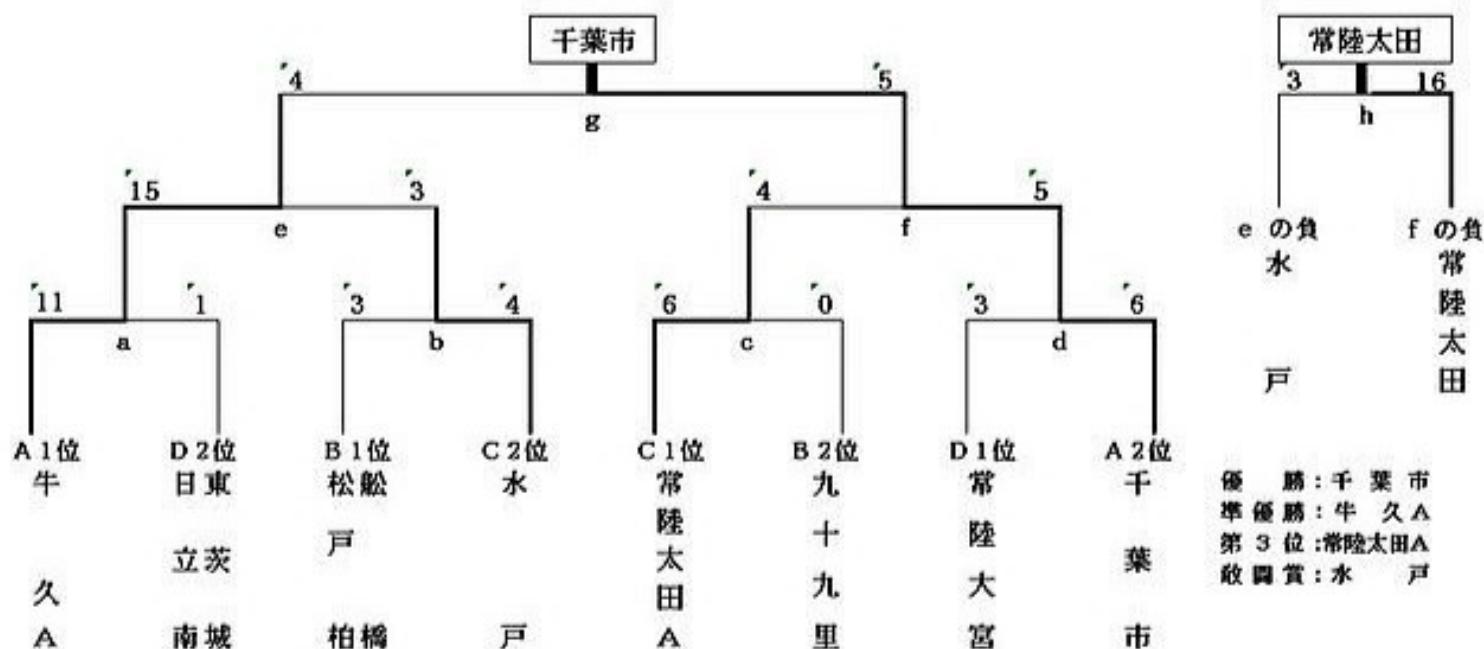 千葉市
常陸太田
4 5
3 16
g
h
15 3 4 5
e f
e の負 f の負
水戸 常陸太田
11 1 3 4 6 0 3 6
a b c d
A 1位 D 2位 B 1位 C 2位 C 1位 B 2位 D 1位 A 2位
牛久A
東茨城
日立南
舩橋
松戸柏
水戸
常陸太田A
九十九里
常陸大宮
千葉市
優勝:千葉市
準優勝:牛久A
第3位:常陸太田A
敢闘賞:水戸